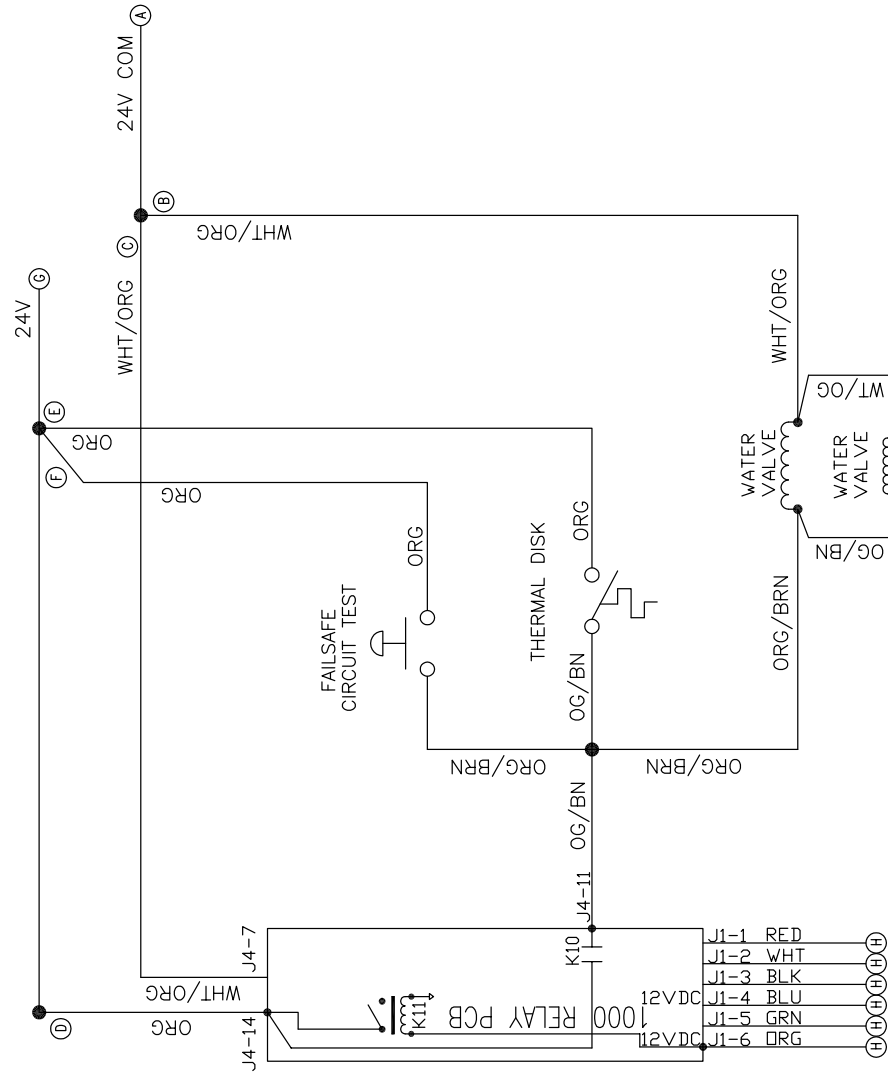 A
24V COM
B
C
WHT/ORG
WHT/ORG
G
24V
E
F
ORG
ORG
WHT/ORG
WT/OG
WATER
VALVE
WATER
VALVE
OG/BN
ORG
ORG
THERMAL DISK
FAILSAFE
CIRCUIT TEST
OG/BN
ORG/BRN
ORG/BRN
ORG/BRN
OG/BN
J4-11
J4-7
WHT/ORG
D
ORG
J4-14
K10
K11
1000 RELAY PCB
12VDC
12VDC
J1-1 RED
J1-2 WHT
J1-3 BLK
J1-4 BLU
J1-5 GRN
J1-6 ORG
H
H
H
H
H
H